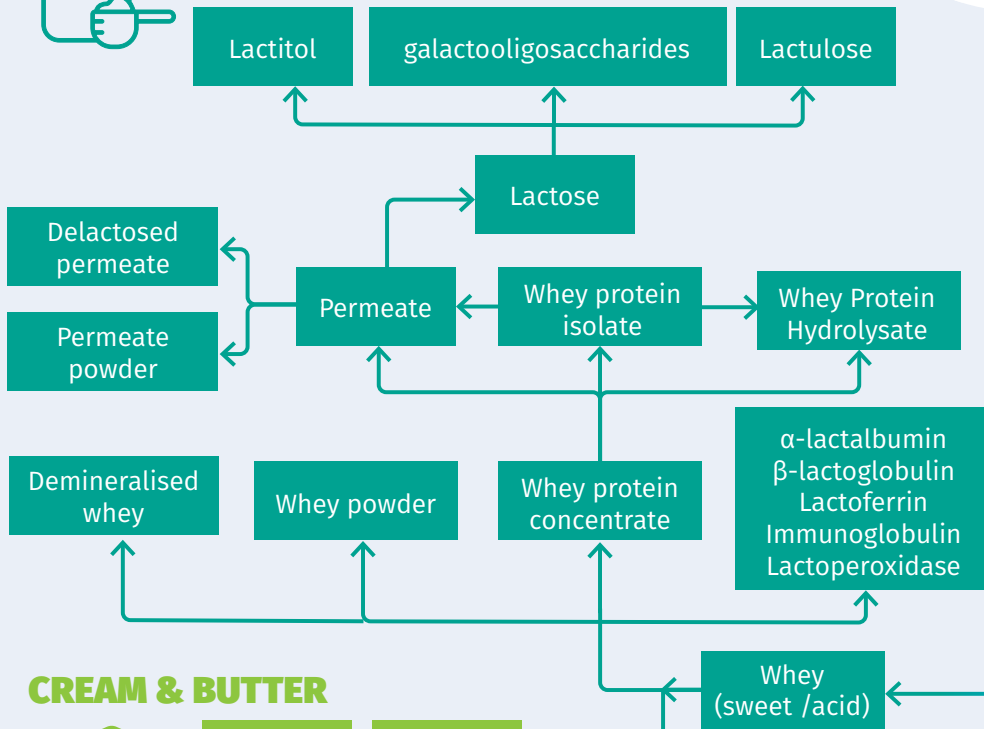 Lactitol
galactooligosaccharides
Lactulose
Lactose
Delactosed
permeate
Permeate
Whey protein
isolate
Whey Protein
Hydrolysate
Permeate
powder
α-lactalbumin
β-lactoglobulin
Lactoferrin
Immunoglobulin
Lactoperoxidase
Demineralised
whey
Whey powder
Whey protein
concentrate
Whey
(sweet /acid)
CREAM & BUTTER